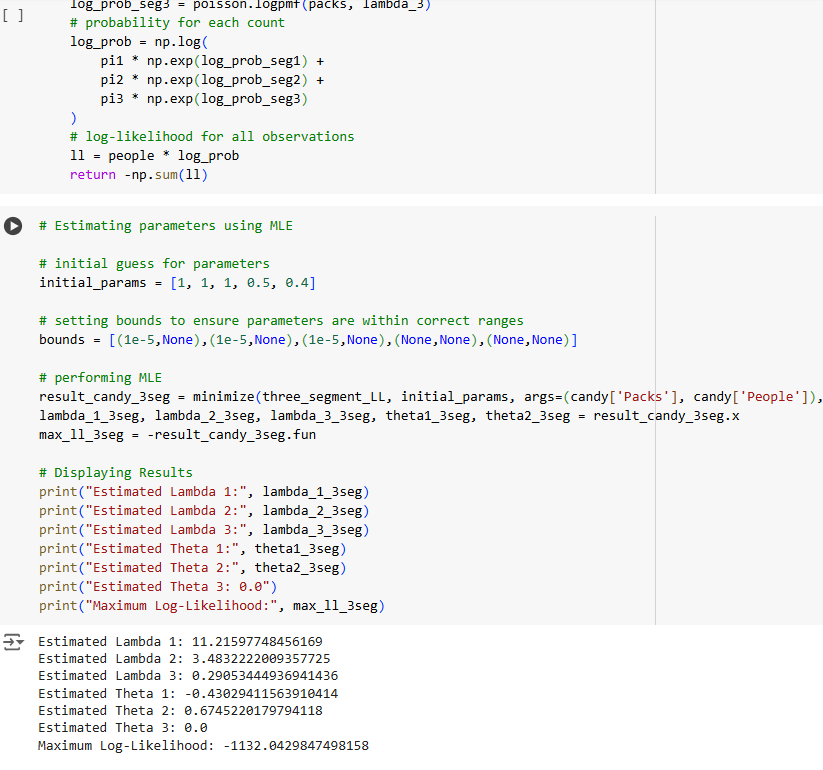 log_prob_seg3 = poisson.logpmf(packs, lambda_3)
[ ]
# probability for each count
log_prob = np.log(
pi1 * np.exp(log_prob_seg1) +
pi2 * np.exp(log_prob_seg2) +
pi3 * np.exp(log_prob_seg3)
)
# log-likelihood for all observations
ll = people * log_prob
return -np.sum(ll)
# Estimating parameters using MLE
# initial guess for parameters
initial_params = [1, 1, 1, 0.5, 0.4]
# setting bounds to ensure parameters are within correct ranges
bounds = [(1e-5,None),(1e-5,None),(1e-5,None),(None,None),(None,None)]
# performing MLE
result_candy_3seg = minimize(three_segment_LL, initial_params, args=(candy['Packs'], candy['People']),
lambda_1_3seg, lambda_2_3seg, lambda_3_3seg, theta1_3seg, theta2_3seg = result_candy_3seg.x
max_ll_3seg = -result_candy_3seg.fun
# Displaying Results
print("Estimated Lambda 1:", lambda_1_3seg)
print("Estimated Lambda 2:", lambda_2_3seg)
print("Estimated Lambda 3:", lambda_3_3seg)
print("Estimated Theta 1:", theta1_3seg)
print("Estimated Theta 2:", theta2_3seg)
print("Estimated Theta 3: 0.0")
print("Maximum Log-Likelihood:", max_ll_3seg)
Estimated Lambda 1: 11.21597748456169
Estimated Lambda 2: 3.4832222009357725
Estimated Lambda 3: 0.29053444936941436
Estimated Theta 1: -0.43029411563910414
Estimated Theta 2: 0.6745220179794118
Estimated Theta 3: 0.0
Maximum Log-Likelihood: -1132.0429847498158